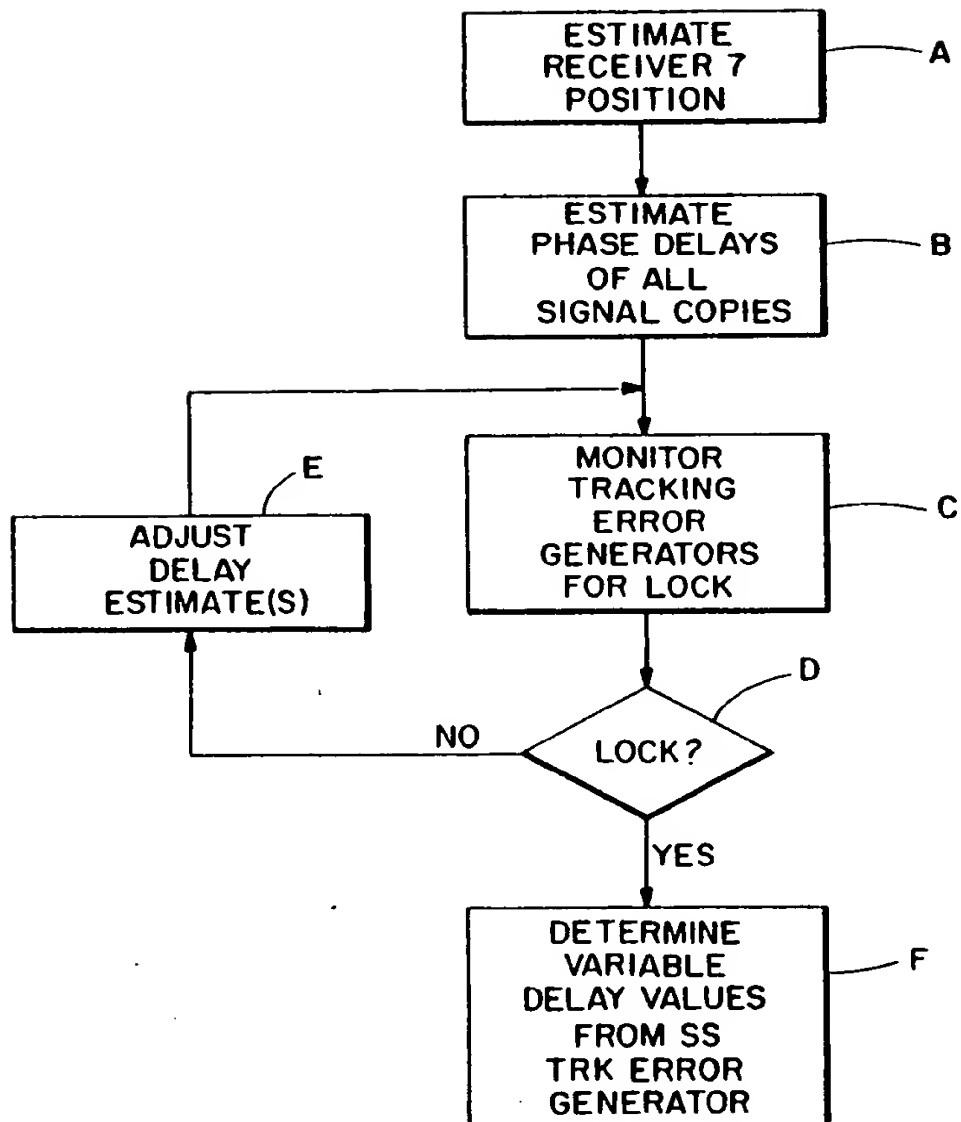 ESTIMATE
RECEIVER 7
POSITION
A
ESTIMATE
PHASE DELAYS
OF ALL
SIGNAL COPIES
B
MONITOR
TRACKING
ERROR
GENERATORS
FOR LOCK
C
E
ADJUST
DELAY
ESTIMATE(S)
D
NO
LOCK?
YES
DETERMINE
VARIABLE
DELAY VALUES
FROM SS
TRK ERROR
GENERATOR
F